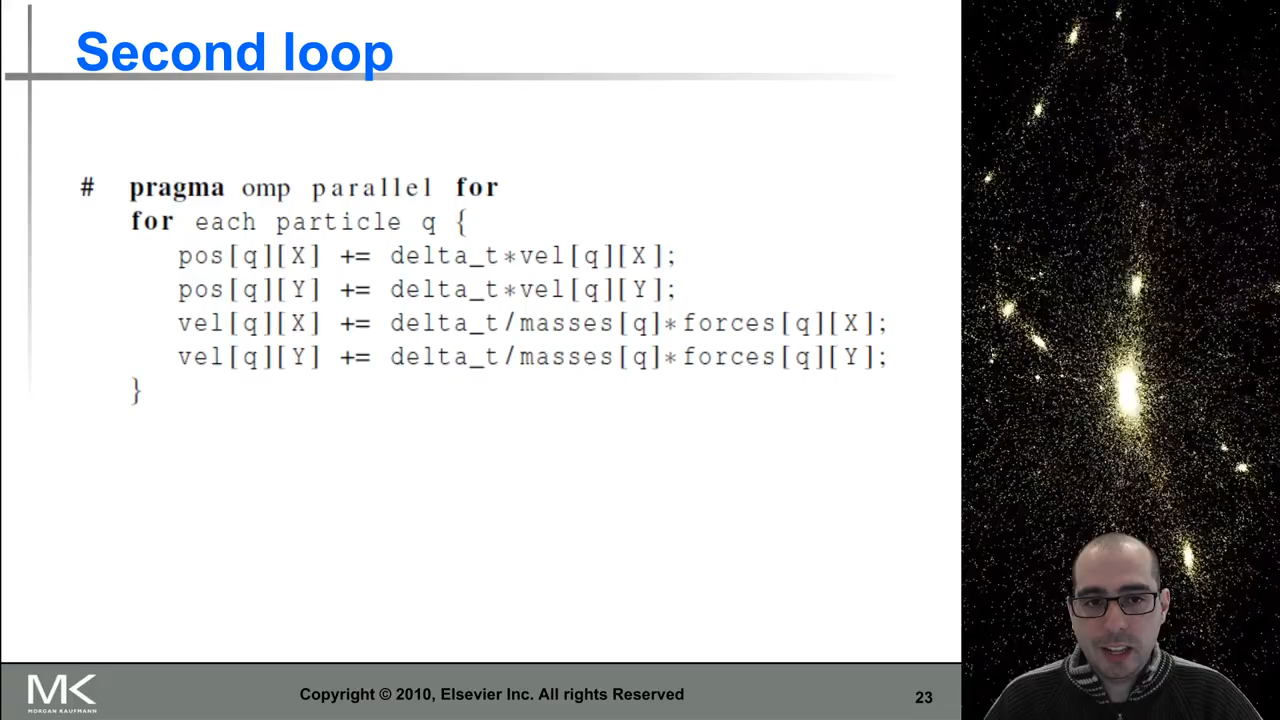 Second loop
# pragma omp parallel for
for each particle q {
pos[q][X] += delta_t*vel[q][X];
pos[q][Y] += delta_t*vel[q][Y];
vel[q][X] += delta_t/masses[q]*forces[q][X];
vel[q][Y] += delta_t/masses[q]*forces[q][Y];
}
MK
MORGAN KAUFMANN
Copyright © 2010, Elsevier Inc. All rights Reserved
23